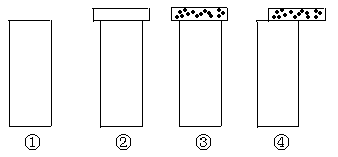 ① ② ③ ④